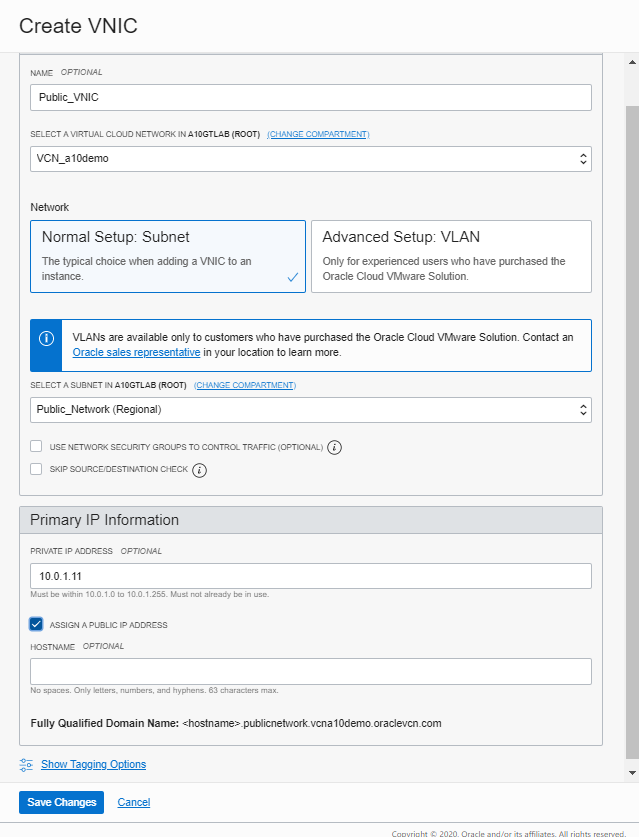 Create VNIC
NAME OPTIONAL
Public_VNIC
SELECT A VIRTUAL CLOUD NETWORK IN A10GTLAB (ROOT) (CHANGE COMPARTMENT)
VCN_a10demo
Network
Normal Setup: Subnet
The typical choice when adding a VNIC to an
instance.
Advanced Setup: VLAN
Only for experienced users who have purchased the
Oracle Cloud VMware Solution.
VLANs are available only to customers who have purchased the Oracle Cloud VMware Solution. Contact an
Oracle sales representative in your location to learn more.
SELECT A SUBNET IN A10GTLAB (ROOT) (CHANGE COMPARTMENT)
Public_Network (Regional)
USE NETWORK SECURITY GROUPS TO CONTROL TRAFFIC (OPTIONAL) i
SKIP SOURCE/DESTINATION CHECK i
Primary IP Information
PRIVATE IP ADDRESS OPTIONAL
10.0.1.11
Must be within 10.0.1.0 to 10.0.1.255. Must not already be in use.
ASSIGN A PUBLIC IP ADDRESS
HOSTNAME OPTIONAL
No spaces. Only letters, numbers, and hyphens. 63 characters max.
Fully Qualified Domain Name: <hostname>.publicnetwork.vcna10demo.oraclevcn.com
Show Tagging Options
Save Changes Cancel
Copyright © 2020, Oracle and/or its affiliates. All rights reserved.